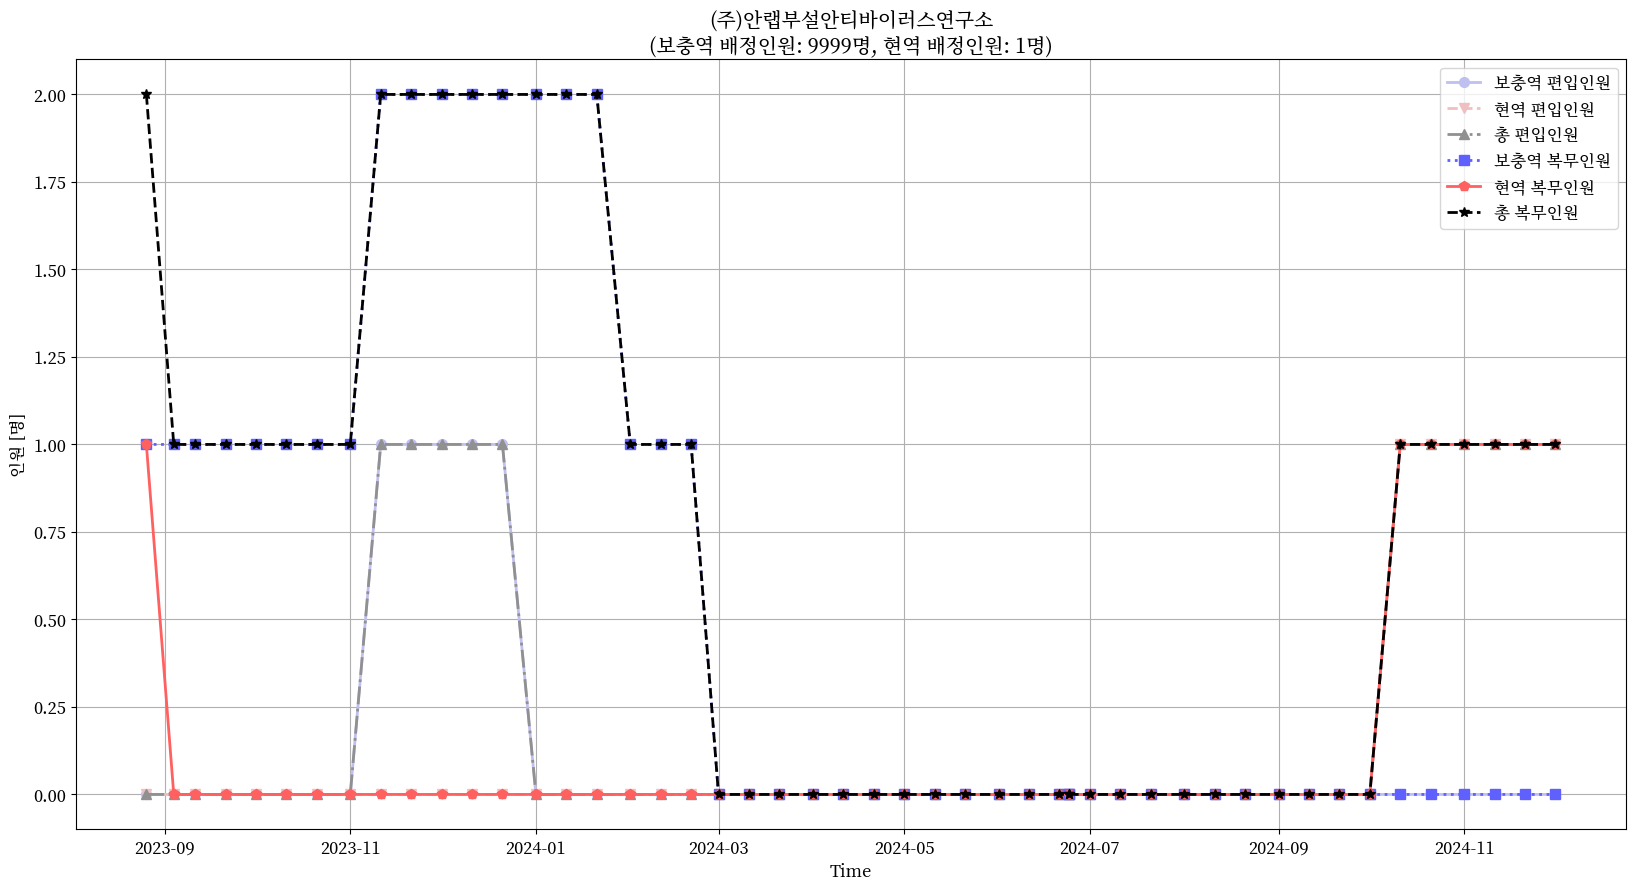 (주)안랩부설안티바이러스연구소
(보충역 배정인원: 9999명, 현역 배정인원: 1명)
보충역 편입인원
현역 편입인원
총 편입인원
보충역 복무인원
현역 복무인원
총 복무인원
인원 [명]
2.00
1.75
1.50
1.25
1.00
0.75
0.50
0.25
0.00
2023-09
2023-11
2024-01
2024-03
2024-05
2024-07
2024-09
2024-11
Time